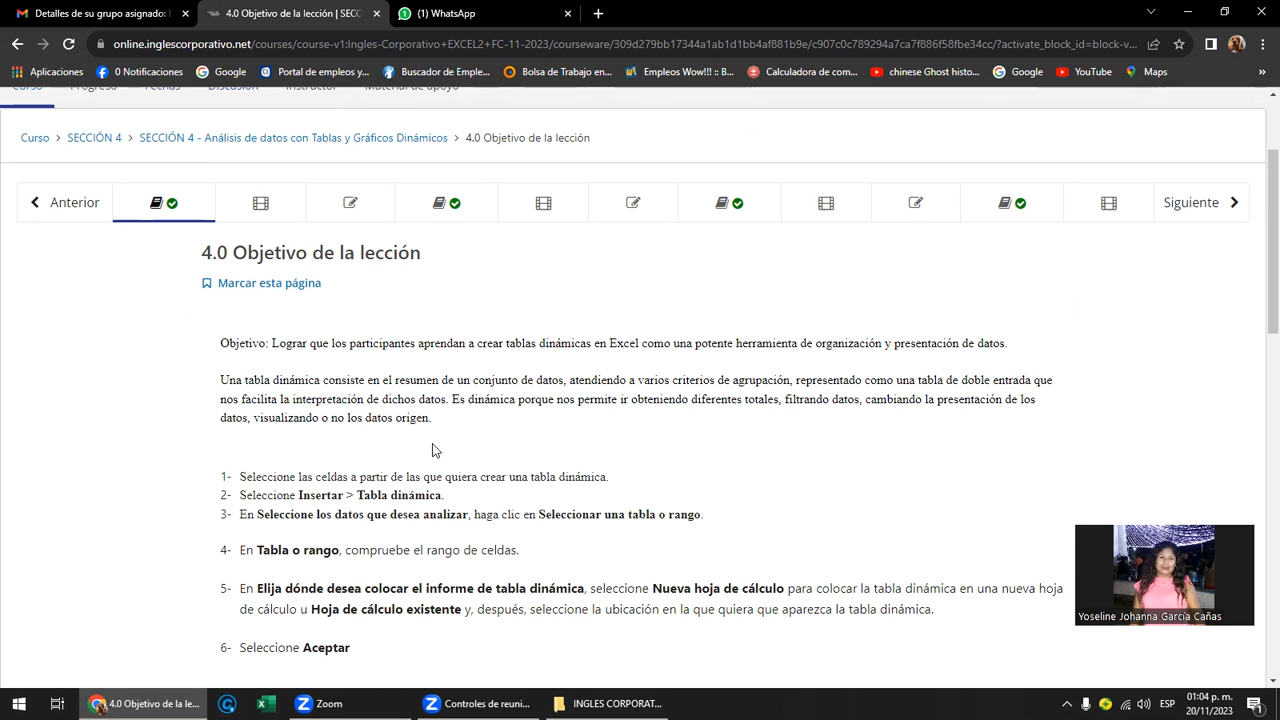 Detalles de su grupo asignado: I
4.0 Objetivo de la lección | SECC
(1) WhatsApp
online.inglescorporativo.net/courses/course-v1:Ingles-Corporativo+EXCEL2+FC-11-2023/courseware/309d279bb17344a1ab1d1bb4af881b9e/c907c0c789294a7ca7f886f58fbe34cc/?activate_block_id=block-v...
Aplicaciones
0 Notificaciones
Google
Portal de empleos y...
Buscador de Emple...
Bolsa de Trabajo en...
Empleos Wow!!! :: B...
Calculadora de com...
chinese Ghost histo...
Google
YouTube
Maps
Curso Progreso Fechas Discusión Instructor Material de apoyo
Curso > SECCIÓN 4 > SECCIÓN 4 - Análisis de datos con Tablas y Gráficos Dinámicos > 4.0 Objetivo de la lección
Anterior
Siguiente
4.0 Objetivo de la lección
Marcar esta página
Objetivo: Lograr que los participantes aprendan a crear tablas dinámicas en Excel como una potente herramienta de organización y presentación de datos.
Una tabla dinámica consiste en el resumen de un conjunto de datos, atendiendo a varios criterios de agrupación, representado como una tabla de doble entrada que
nos facilita la interpretación de dichos datos. Es dinámica porque nos permite ir obteniendo diferentes totales, filtrando datos, cambiando la presentación de los
datos, visualizando o no los datos origen.
1- Seleccione las celdas a partir de las que quiera crear una tabla dinámica.
2- Seleccione Insertar > Tabla dinámica.
3- En Seleccione los datos que desea analizar, haga clic en Seleccionar una tabla o rango.
4- En Tabla o rango, compruebe el rango de celdas.
5- En Elija dónde desea colocar el informe de tabla dinámica, seleccione Nueva hoja de cálculo para colocar la tabla dinámica en una nueva hoja
de cálculo u Hoja de cálculo existente y, después, seleccione la ubicación en la que quiera que aparezca la tabla dinámica.
6- Seleccione Aceptar
Yoseline Johanna García Cañas
4.0 Objetivo de la le...
Zoom
Controles de reuni...
INGLES CORPORAT...
ESP
01:04 p. m.
20/11/2023